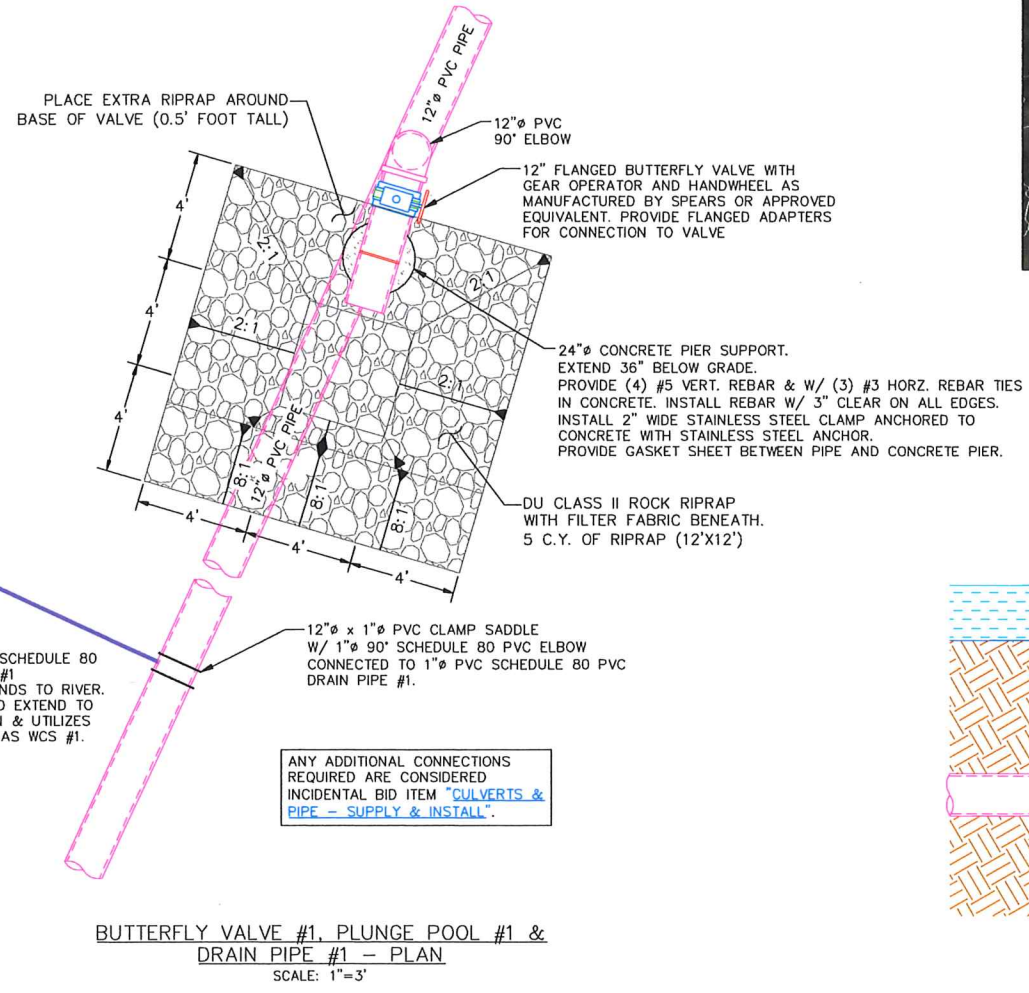 12"ø PVC PIPE
PLACE EXTRA RIPRAP AROUND
BASE OF VALVE (0.5' FOOT TALL)
12"ø PVC
90° ELBOW
12" FLANGED BUTTERFLY VALVE WITH
GEAR OPERATOR AND HANDWHEEL AS
MANUFACTURED BY SPEARS OR APPROVED
EQUIVALENT. PROVIDE FLANGED ADAPTERS
FOR CONNECTION TO VALVE
4'
4'
4'
2:1
2:1
2:1
2:1
24"ø CONCRETE PIER SUPPORT.
EXTEND 36" BELOW GRADE.
PROVIDE (4) #5 VERT. REBAR & W/ (3) #3 HORZ. REBAR TIES
IN CONCRETE. INSTALL REBAR W/ 3" CLEAR ON ALL EDGES.
INSTALL 2" WIDE STAINLESS STEEL CLAMP ANCHORED TO
CONCRETE WITH STAINLESS STEEL ANCHOR.
PROVIDE GASKET SHEET BETWEEN PIPE AND CONCRETE PIER.
8:1
12"ø PVC PIPE
8:1
8:1
DU CLASS II ROCK RIPRAP
WITH FILTER FABRIC BENEATH.
5 C.Y. OF RIPRAP (12'X12')
4'
4'
4'
12"ø x 1"ø PVC CLAMP SADDLE
W/ 1"ø 90° SCHEDULE 80 PVC ELBOW
CONNECTED TO 1"ø PVC SCHEDULE 80 PVC
DRAIN PIPE #1.
SCHEDULE 80
#1
NDS TO RIVER.
EXTEND TO
& UTILIZES
AS WCS #1.
ANY ADDITIONAL CONNECTIONS
REQUIRED ARE CONSIDERED
INCIDENTAL BID ITEM "CULVERTS &
PIPE – SUPPLY & INSTALL".
BUTTERFLY VALVE #1, PLUNGE POOL #1 &
DRAIN PIPE #1 – PLAN
SCALE: 1"=3'